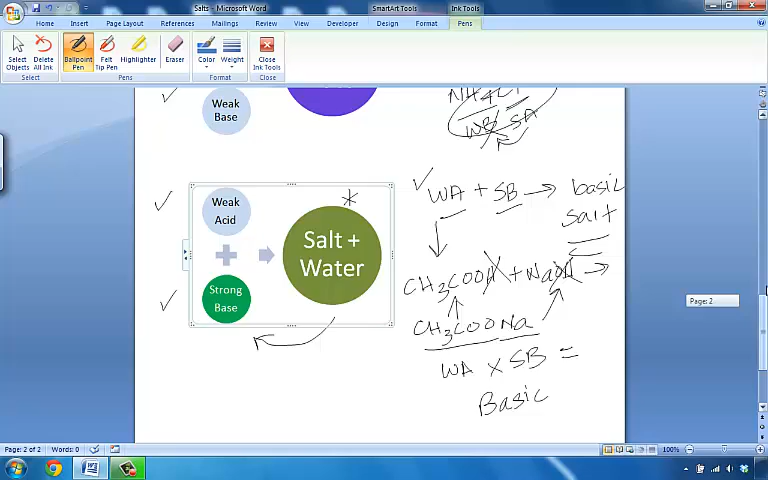 Salts - Microsoft Word
SmartArt Tools
Ink Tools
Home
Insert
Page Layout
References
Mailings
Review
View
Developer
Design
Format
Pens
Select Objects
Delete All Ink
Ballpoint Pen
Felt Tip Pen
Highlighter
Eraser
Color
Weight
Close Ink Tools
Select
Pens
Format
Close
Weak Base
NH4Cl
WB SA
Weak Acid
Strong Base
Salt + Water
WA + SB → basic
salt
CH3COOH + NaOH →
CH3COONa
WA x SB =
Basic
Page: 2
Page: 2 of 2
Words: 0
100%